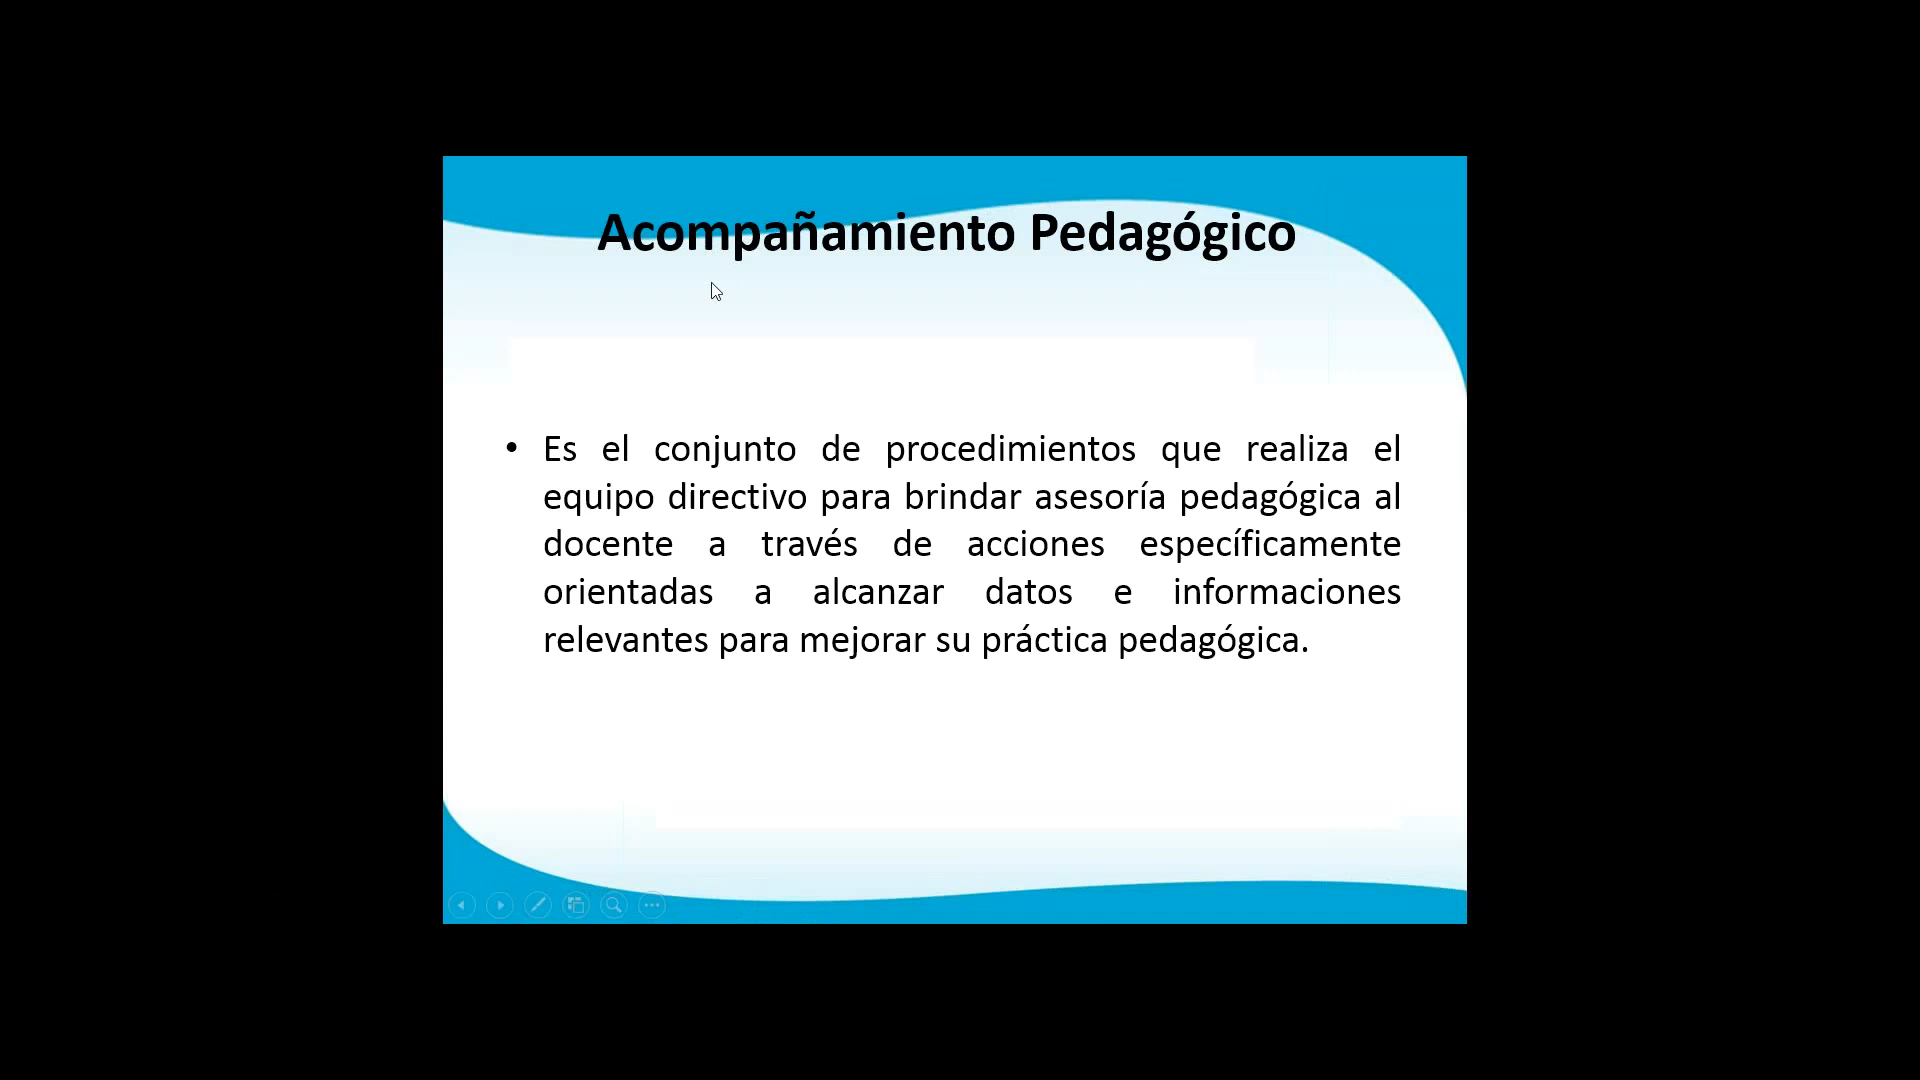 Acompañamiento Pedagógico
• Es el conjunto de procedimientos que realiza el
equipo directivo para brindar asesoría pedagógica al
docente a través de acciones específicamente
orientadas a alcanzar datos e informaciones
relevantes para mejorar su práctica pedagógica.